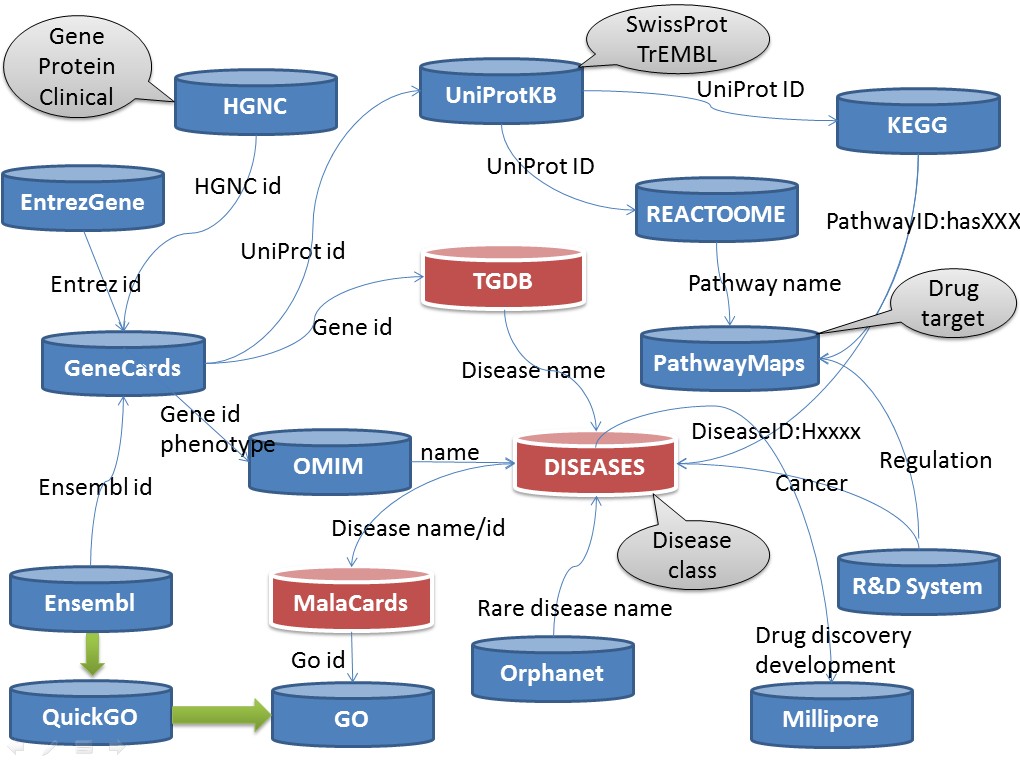 Gene
Protein
Clinical
SwissProt
TrEMBL
HGNC
UniProtKB
UniProt ID
KEGG
UniProt ID
HGNC id
EntrezGene
REACTOOME
PathwayID:hasXXX
UniProt id
Entrez id
TGDB
Pathway name
Drug
target
Gene id
GeneCards
Disease name
PathwayMaps
Gene id
phenotype
OMIM
name
DISEASES
DiseaseID:Hxxxx
Regulation
Cancer
Ensembl id
Disease name/id
Disease
class
Ensembl
MalaCards
Rare disease name
R&D System
Go id
Orphanet
Drug discovery
development
QuickGO
GO
Millipore